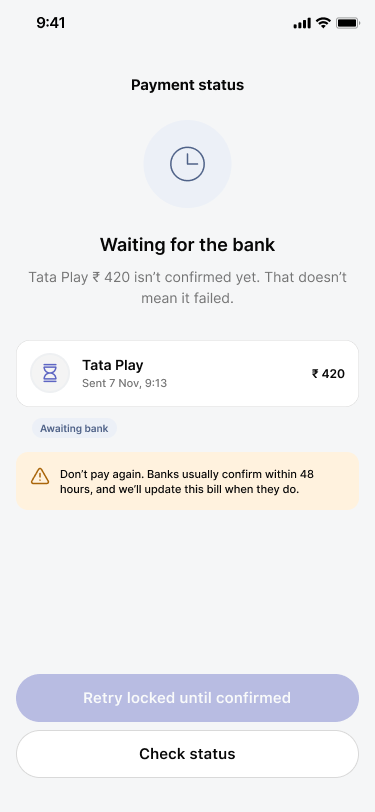 9:41
Payment status
Waiting for the bank
Tata Play ₹ 420 isn’t confirmed yet. That doesn’t
mean it failed.
Tata Play
Sent 7 Nov, 9:13
₹ 420
Awaiting bank
Don’t pay again. Banks usually confirm within 48
hours, and we’ll update this bill when they do.
Retry locked until confirmed
Check status